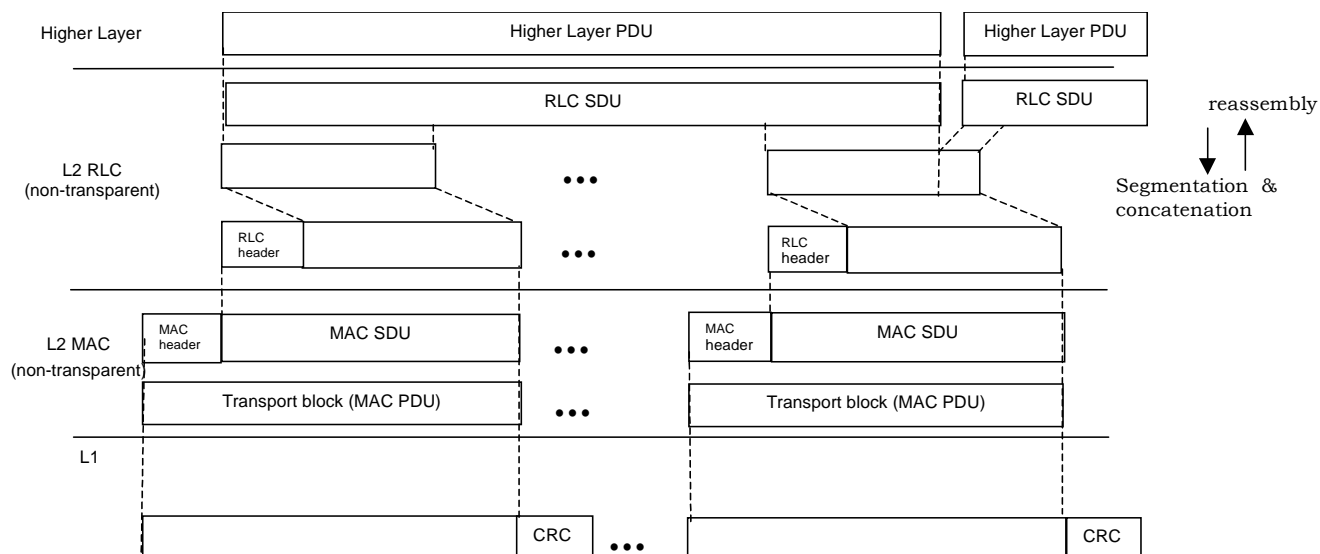 Higher Layer
Higher Layer PDU
Higher Layer PDU
RLC SDU
RLC SDU
reassembly
L2 RLC
(non-transparent)
•••
•••
Segmentation &
concatenation
RLC
header
•••
RLC
header
L2 MAC
(non-transparent)
MAC
header
MAC SDU
•••
MAC
header
MAC SDU
Transport block (MAC PDU)
•••
Transport block (MAC PDU)
L1
CRC
•••
CRC